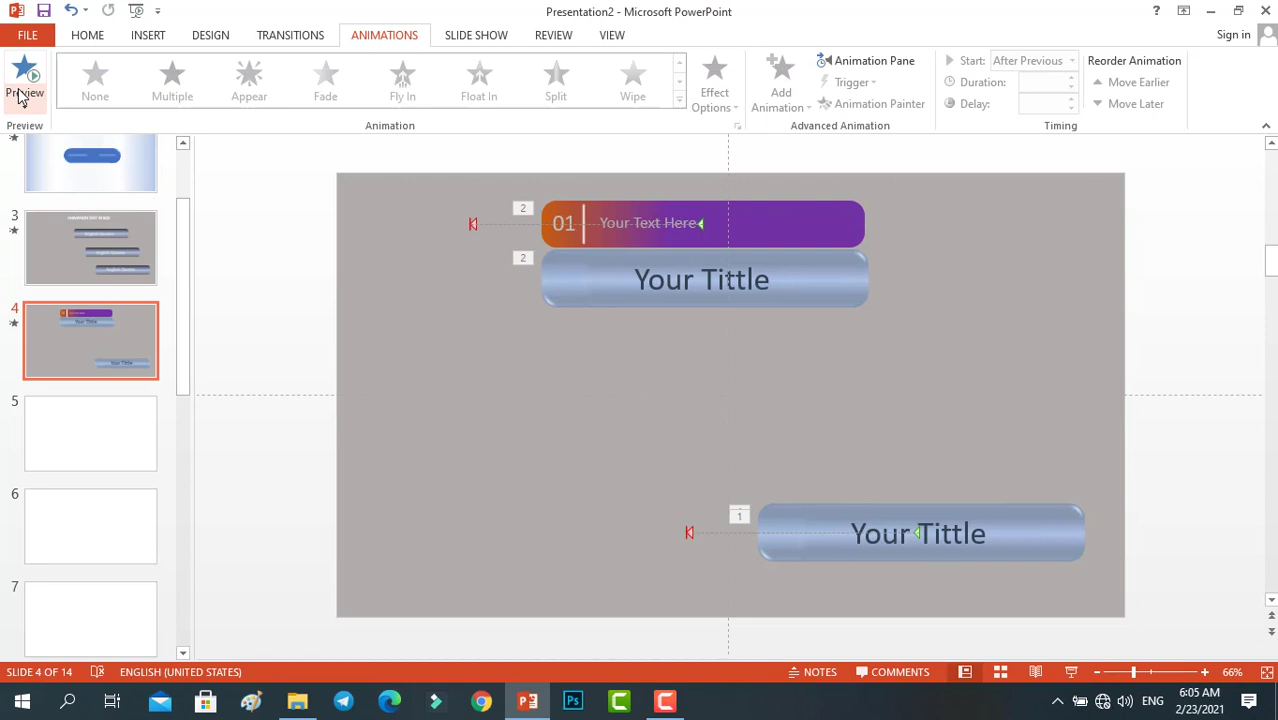 Presentation2 - Microsoft PowerPoint
?
FILE
HOME
INSERT
DESIGN
TRANSITIONS
ANIMATIONS
SLIDE SHOW
REVIEW
VIEW
Sign in
Preview
Preview
None
Multiple
Appear
Fade
Fly In
Float In
Split
Wipe
Animation
Effect
Options
Add
Animation
Animation Pane
Trigger
Animation Painter
Advanced Animation
Start: After Previous
Duration:
Delay:
Timing
Reorder Animation
Move Earlier
Move Later
3
4
5
6
7
2
01 Your Text Here
2
Your Tittle
1
Your Tittle
SLIDE 4 OF 14
ENGLISH (UNITED STATES)
NOTES
COMMENTS
66%
ENG
6:05 AM
2/23/2021